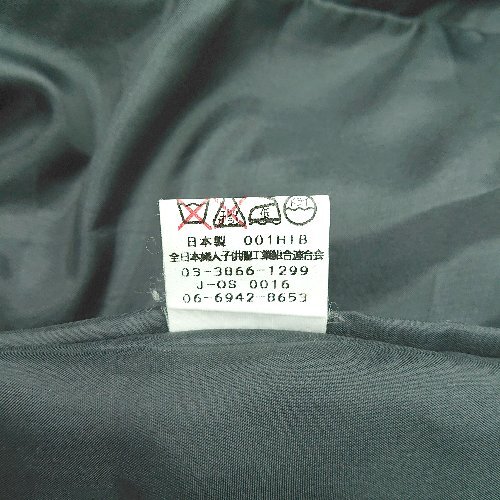 日本製 001HIB
全日本婦人子供服工業組合連合会
03-3866-1299
J-OS 0016
06-6942-8653